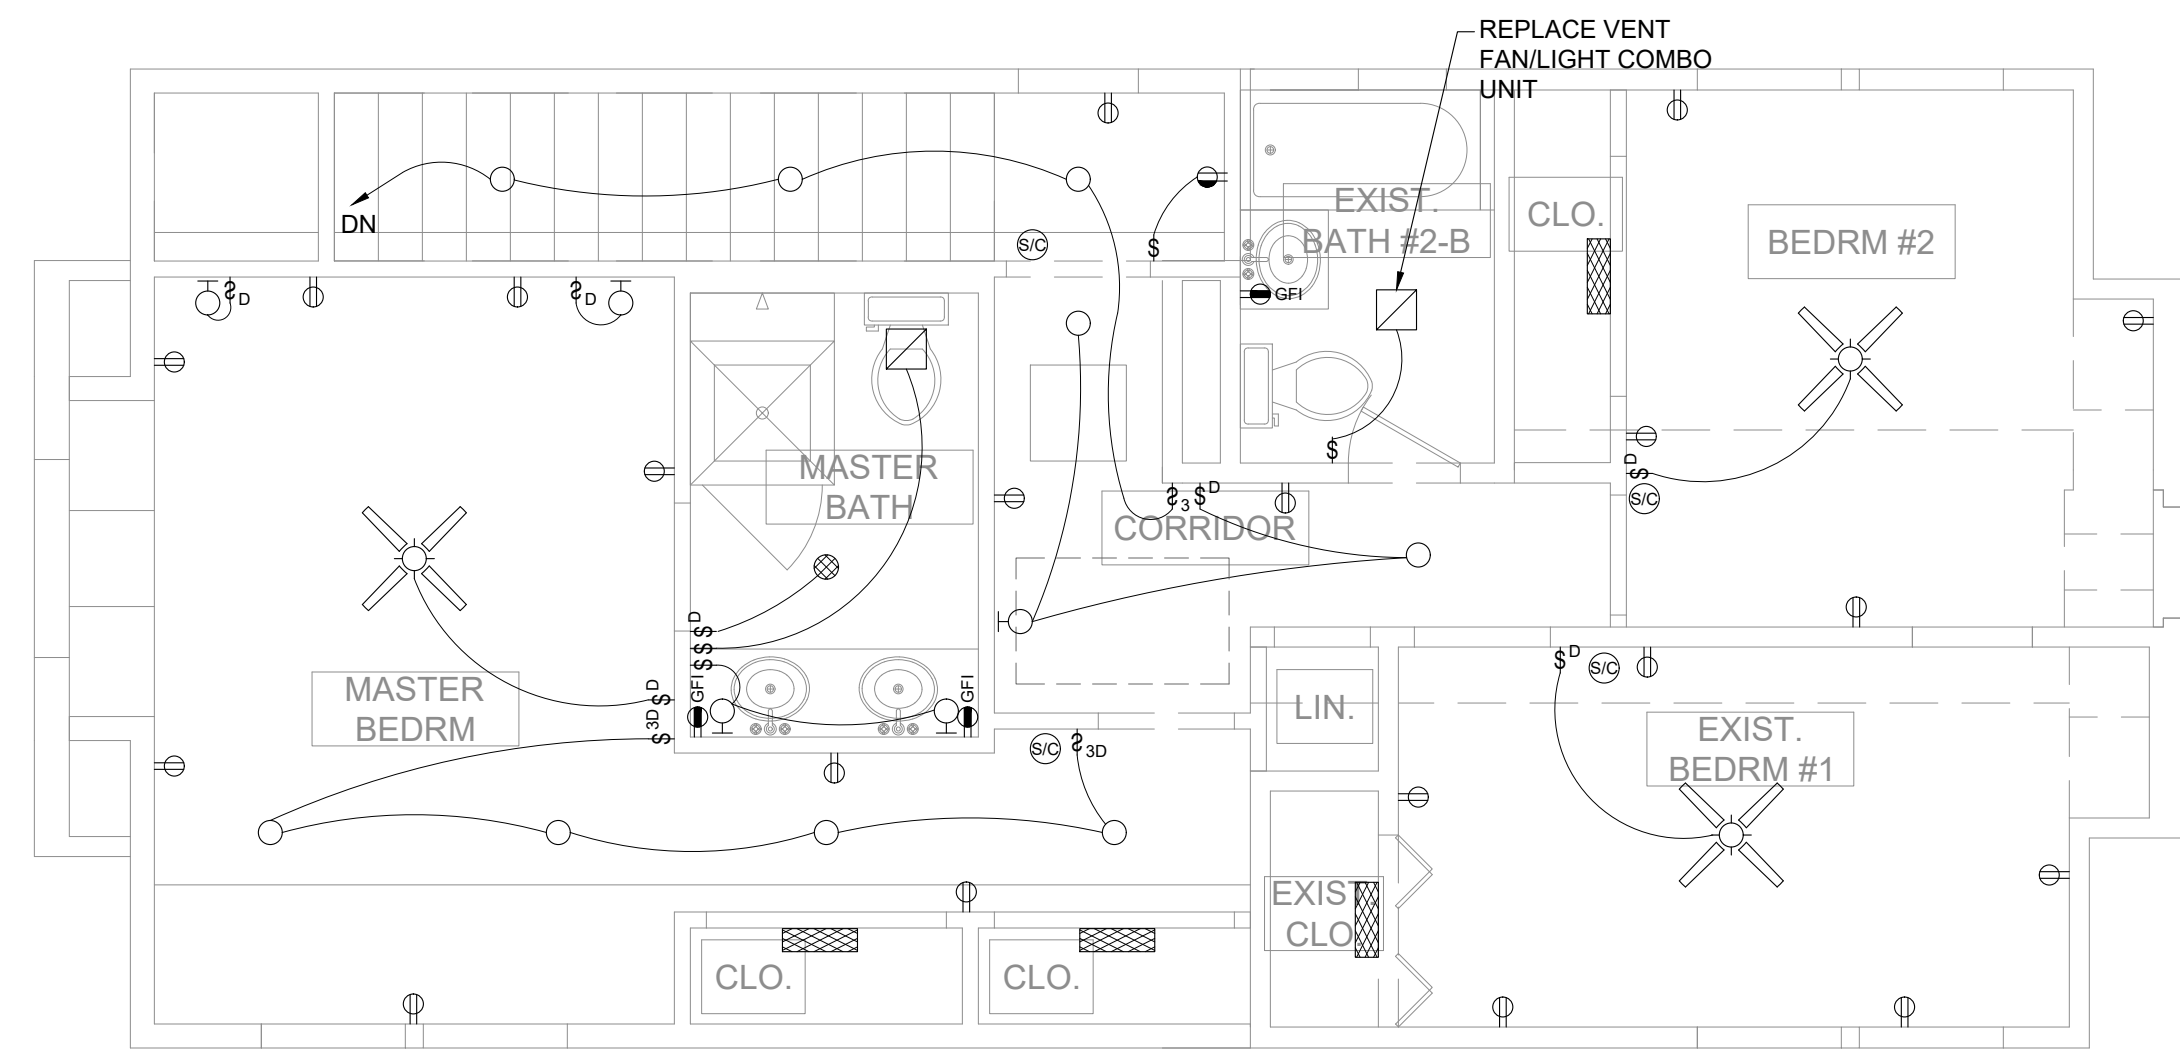 REPLACE VENT
FAN/LIGHT COMBO
UNIT
DN
S/C
$
EXIST.
BATH #2-B
CLO.
BEDRM #2
GFI
$D
$D
$
MASTER
BATH
$3
$D
CORRIDOR
$D
S/C
$D
$
$
GFI
GFI
MASTER
BEDRM
$D
$3D
S/C
$3D
LIN.
$D
S/C
EXIST.
BEDRM #1
EXIST.
CLO.
CLO.
CLO.